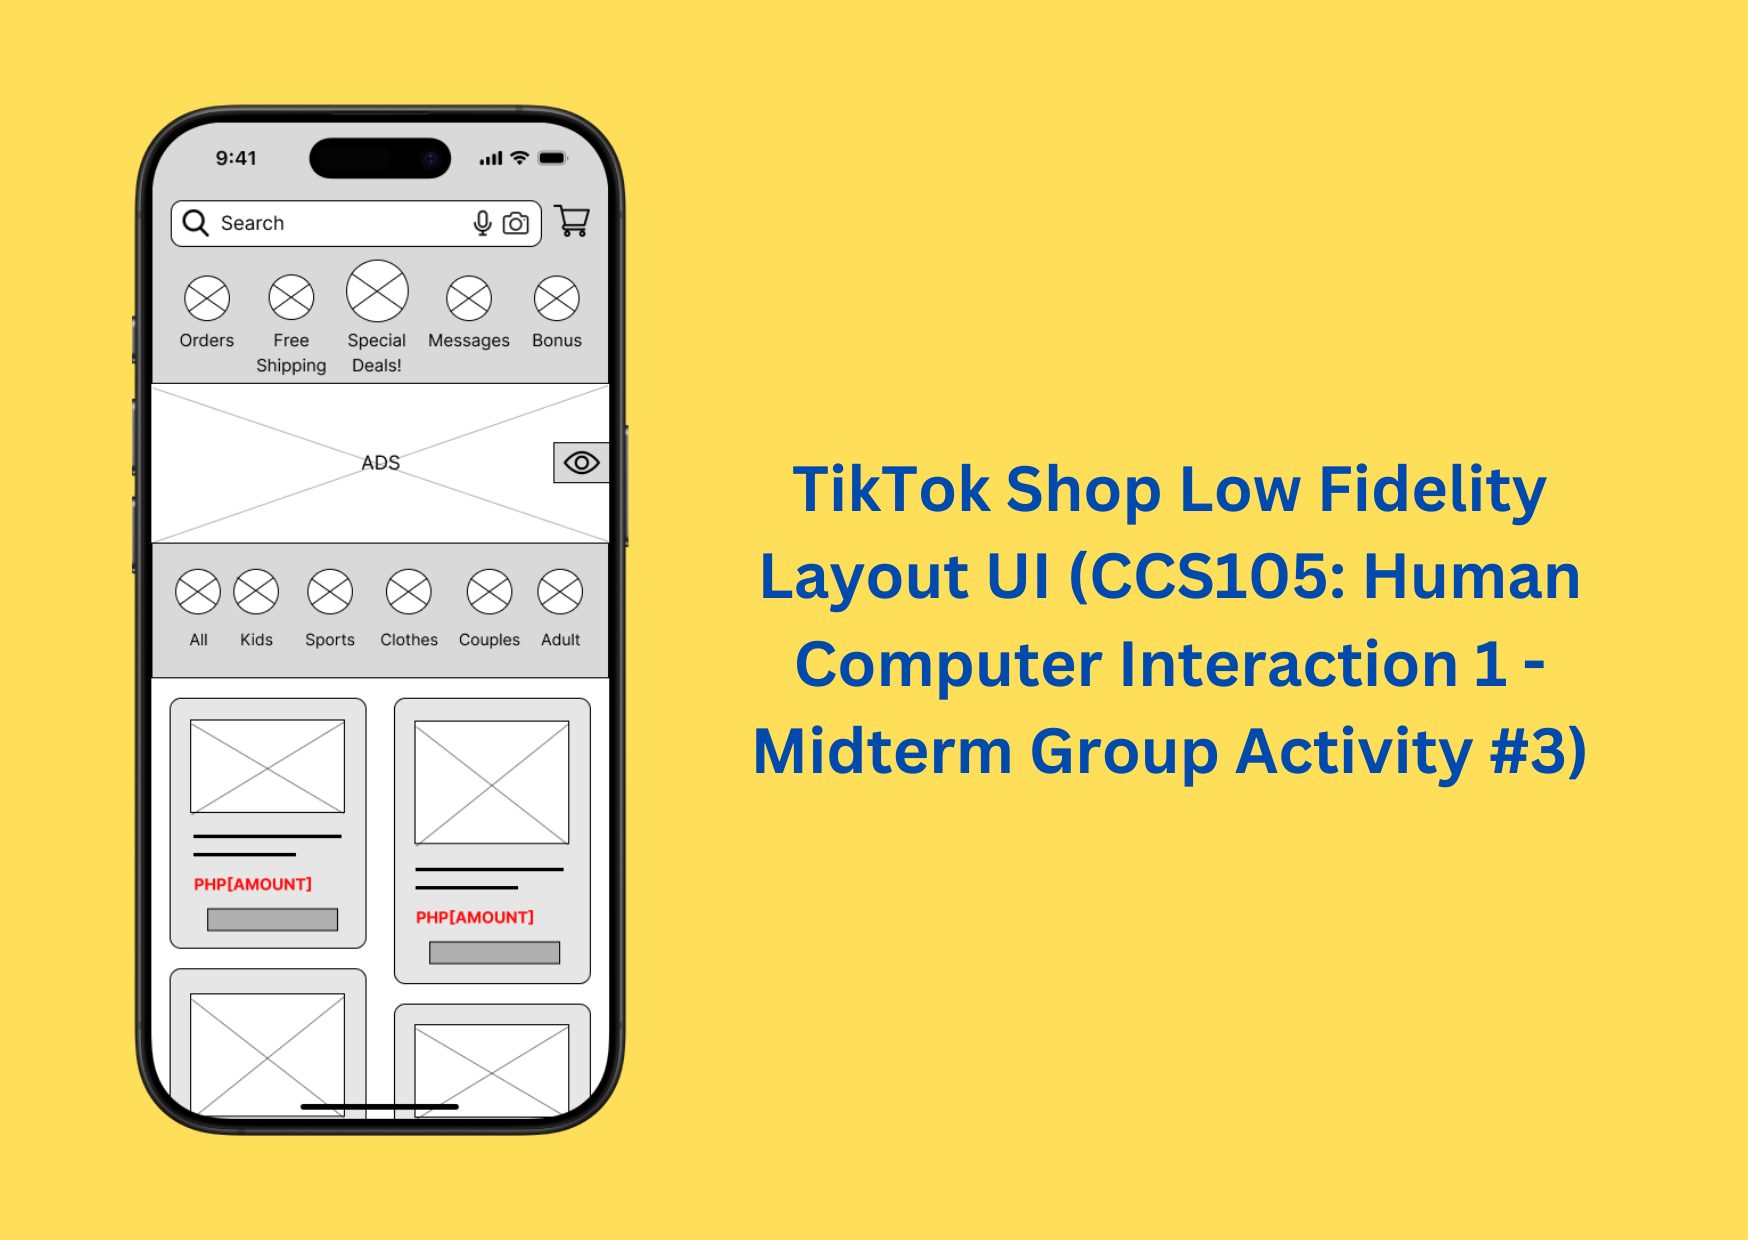 9:41
Search
Orders
Free
Shipping
Special
Deals!
Messages
Bonus
ADS
All
Kids
Sports
Clothes
Couples
Adult
PHP[AMOUNT]
PHP[AMOUNT]
TikTok Shop Low Fidelity
Layout UI (CCS105: Human
Computer Interaction 1 -
Midterm Group Activity #3)